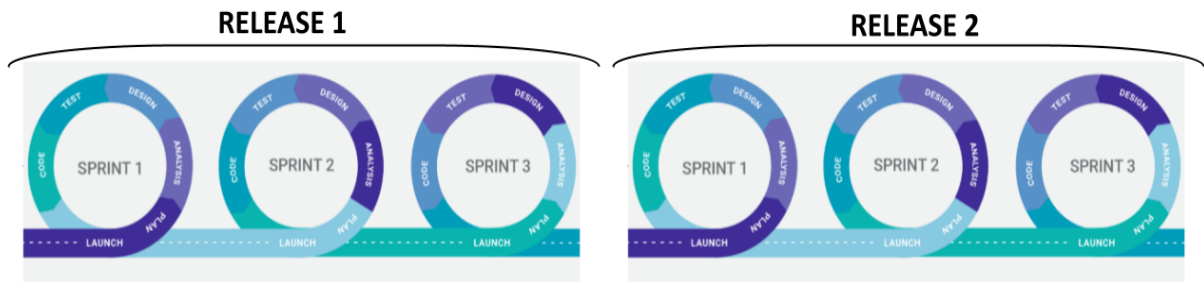 RELEASE 1
TEST
DESIGN
CODE
ANALYSIS
SPRINT 1
PLAN
LAUNCH
TEST
DESIGN
CODE
ANALYSIS
SPRINT 2
PLAN
LAUNCH
TEST
DESIGN
CODE
ANALYSIS
SPRINT 3
PLAN
LAUNCH
RELEASE 2
TEST
DESIGN
CODE
ANALYSIS
SPRINT 1
PLAN
LAUNCH
TEST
DESIGN
CODE
ANALYSIS
SPRINT 2
PLAN
LAUNCH
TEST
DESIGN
CODE
ANALYSIS
SPRINT 3
PLAN
LAUNCH